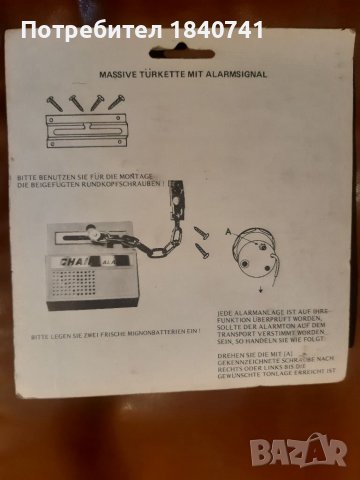 Потребител 1840741
MASSIVE TÜRKETTE MIT ALARMSIGNAL
BITTE BENUTZEN SIE FÜR DIE MONTAGE
DIE BEIGEFÜGTEN RUNDKOPFSCHRAUBEN !
A
CHAIN ALA
BITTE LEGEN SIE ZWEI FRISCHE MIGNONBATTERIEN EIN !
JEDE ALARMANLAGE IST AUF IHRE
FUNKTION ÜBERPRÜFT WORDEN,
SOLLTE DER ALARMTON AUF DEM
TRANSPORT VERSTIMMT WORDEN
SEIN, SO HANDELN SIE WIE FOLGT:
DREHEN SIE DIE MIT [A]
GEKENNZEICHNETE SCHRAUBE NACH
RECHTS ODER LINKS BIS DIE
GEWÜNSCHTE TONLAGE ERREICHT IST
BAZAR